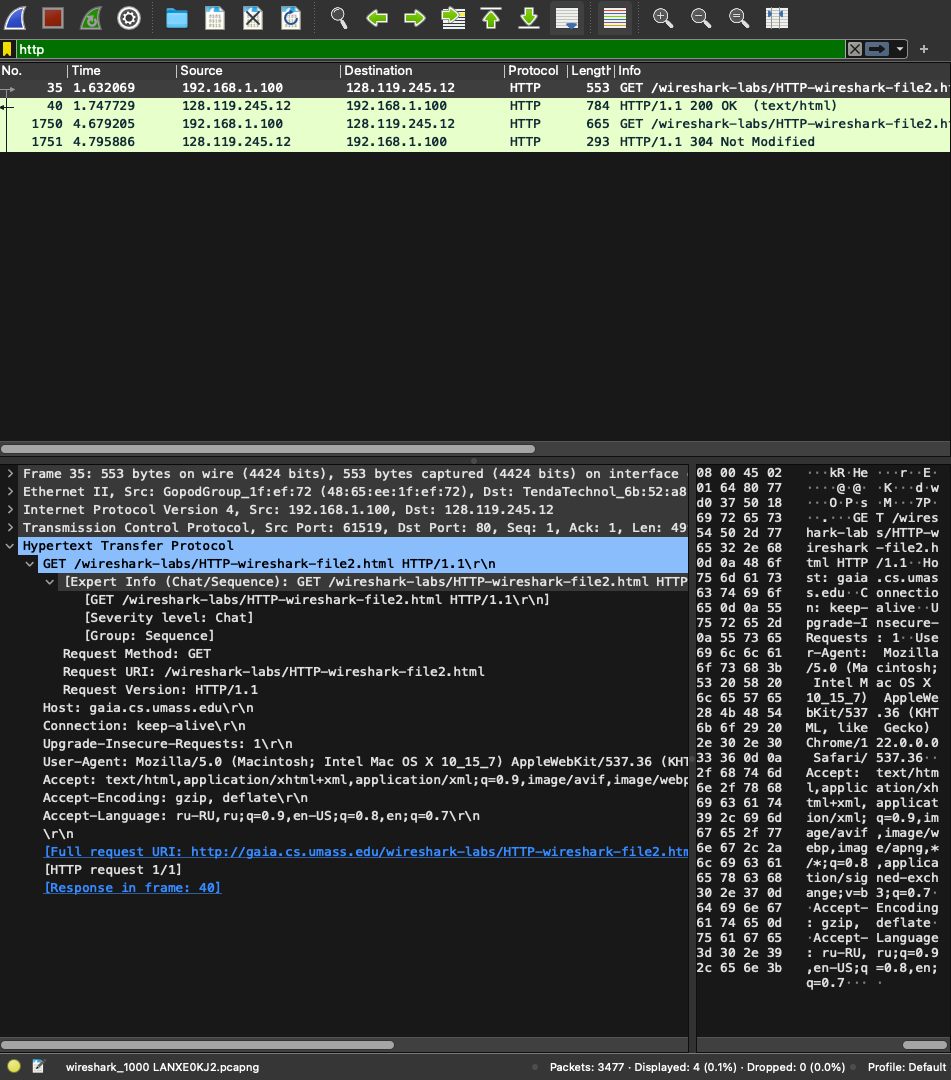 http
No. Time Source Destination Protocol Length Info
35 1.632069 192.168.1.100 128.119.245.12 HTTP 553 GET /wireshark-labs/HTTP-wireshark-file2.h
40 1.747729 128.119.245.12 192.168.1.100 HTTP 784 HTTP/1.1 200 OK (text/html)
1750 4.679205 192.168.1.100 128.119.245.12 HTTP 665 GET /wireshark-labs/HTTP-wireshark-file2.h
1751 4.795886 128.119.245.12 192.168.1.100 HTTP 293 HTTP/1.1 304 Not Modified
Frame 35: 553 bytes on wire (4424 bits), 553 bytes captured (4424 bits) on interface
Ethernet II, Src: GopodGroup_1f:ef:72 (48:65:ee:1f:ef:72), Dst: TendaTechnol_6b:52:a8
Internet Protocol Version 4, Src: 192.168.1.100, Dst: 128.119.245.12
Transmission Control Protocol, Src Port: 61519, Dst Port: 80, Seq: 1, Ack: 1, Len: 49
Hypertext Transfer Protocol
GET /wireshark-labs/HTTP-wireshark-file2.html HTTP/1.1\r\n
[Expert Info (Chat/Sequence): GET /wireshark-labs/HTTP-wireshark-file2.html HTTP
[GET /wireshark-labs/HTTP-wireshark-file2.html HTTP/1.1\r\n]
[Severity level: Chat]
[Group: Sequence]
Request Method: GET
Request URI: /wireshark-labs/HTTP-wireshark-file2.html
Request Version: HTTP/1.1
Host: gaia.cs.umass.edu\r\n
Connection: keep-alive\r\n
Upgrade-Insecure-Requests: 1\r\n
User-Agent: Mozilla/5.0 (Macintosh; Intel Mac OS X 10_15_7) AppleWebKit/537.36 (KHT
Accept: text/html,application/xhtml+xml,application/xml;q=0.9,image/avif,image/webp
Accept-Encoding: gzip, deflate\r\n
Accept-Language: ru-RU,ru;q=0.9,en-US;q=0.8,en;q=0.7\r\n
\r\n
[Full request URI: http://gaia.cs.umass.edu/wireshark-labs/HTTP-wireshark-file2.htm
[HTTP request 1/1]
[Response in frame: 40]
08 00 45 02 ···kR·He ···r··E·
01 64 80 77 ····@·@· ·K···d·w
d0 37 50 18 ···O·P·s ·M···7P·
69 72 65 73 ··.···GE T /wires
54 50 2d 77 hark-lab s/HTTP-w
65 32 2e 68 ireshark -file2.h
0d 0a 48 6f tml HTTP /1.1··Ho
75 6d 61 73 st: gaia .cs.umas
63 74 69 6f s.edu··C onnectio
65 0d 0a 55 n: keep- alive··U
75 72 65 2d pgrade-I nsecure-
0a 55 73 65 Requests : 1··Use
69 6c 6c 61 r-Agent: Mozilla
6f 73 68 3b /5.0 (Ma cintosh;
53 20 58 20 Intel M ac OS X
6c 65 57 65 10_15_7) AppleWe
28 4b 48 54 bKit/537 .36 (KHT
6b 6f 29 20 ML, like Gecko)
2e 30 2e 30 Chrome/1 22.0.0.0
33 36 0d 0a Safari/ 537.36··
2f 68 74 6d Accept: text/htm
6e 2f 78 68 l,applic ation/xh
69 63 61 74 tml+xml, applicat
39 2c 69 6d ion/xml; q=0.9,im
67 65 2f 77 age/avif ,image/w
6e 67 2c 2a ebp,imag e/apng,*
6c 69 63 61 /*;q=0.8 ,applica
65 78 63 68 tion/sig ned-exch
30 2e 37 0d ange;v=b 3;q=0.7·
64 69 6e 67 ·Accept- Encoding
61 74 65 0d : gzip, deflate·
75 61 67 65 ·Accept- Language
3d 30 2e 39 : ru-RU, ru;q=0.9
2c 65 6e 3b ,en-US;q =0.8,en;
q=0.7··· ·
wireshark_1000 LANXE0KJ2.pcapng Packets: 3477 · Displayed: 4 (0.1%) · Dropped: 0 (0.0%) Profile: Default